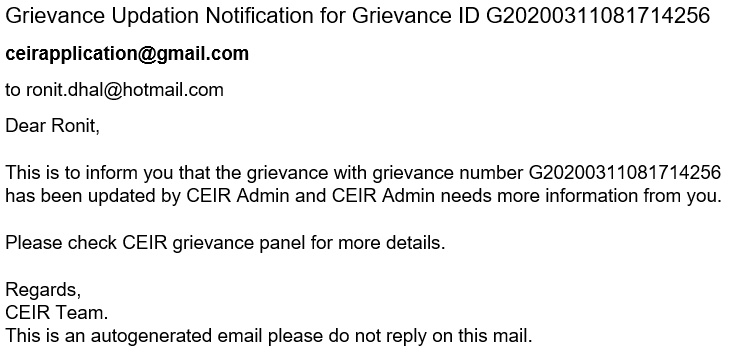 Grievance Updation Notification for Grievance ID G20200311081714256
ceirapplication@gmail.com
to ronit.dhal@hotmail.com
Dear Ronit,
This is to inform you that the grievance with grievance number G20200311081714256
has been updated by CEIR Admin and CEIR Admin needs more information from you.
Please check CEIR grievance panel for more details.
Regards,
CEIR Team.
This is an autogenerated email please do not reply on this mail.